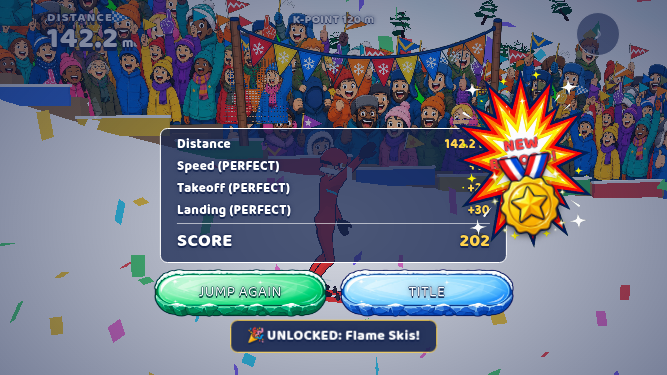 DISTANCE
142.2 m
K-POINT 120 m
Distance 142.2
Speed (PERFECT)
Takeoff (PERFECT)
Landing (PERFECT) +30
SCORE 202
NEW
JUMP AGAIN
TITLE
🎉 UNLOCKED: Flame Skis!